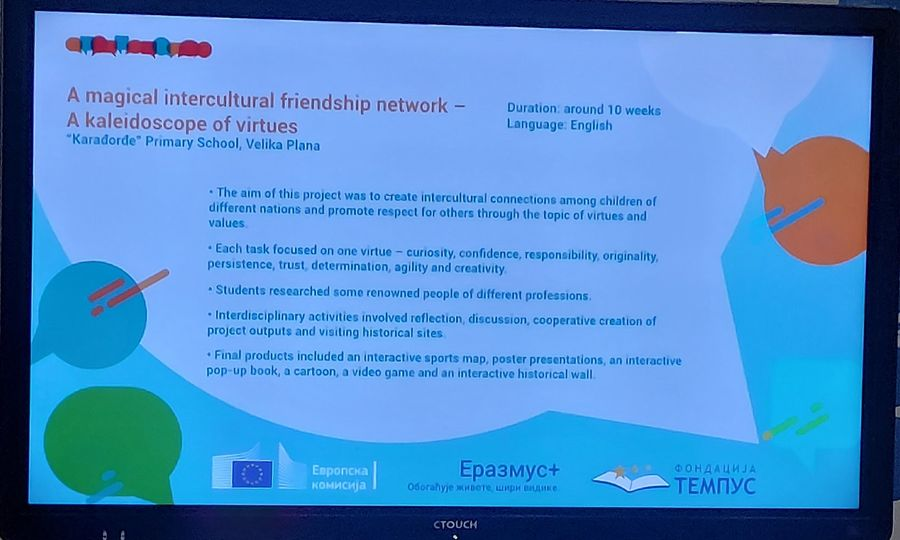 A magical intercultural friendship network –
A kaleidoscope of virtues
"Karađorđe" Primary School, Velika Plana
Duration: around 10 weeks
Language: English
• The aim of this project was to create intercultural connections among children of
different nations and promote respect for others through the topic of virtues and
values.
• Each task focused on one virtue – curiosity, confidence, responsibility, originality,
persistence, trust, determination, agility and creativity.
• Students researched some renowned people of different professions.
• Interdisciplinary activities involved reflection, discussion, cooperative creation of
project outputs and visiting historical sites.
• Final products included an interactive sports map, poster presentations, an interactive
pop-up book, a cartoon, a video game and an interactive historical wall.
Европска
комисија
Еразмус+
Обогаћује животе, шири видике.
ФОНДАЦИЈА
ТЕМПУС
CTOUCH